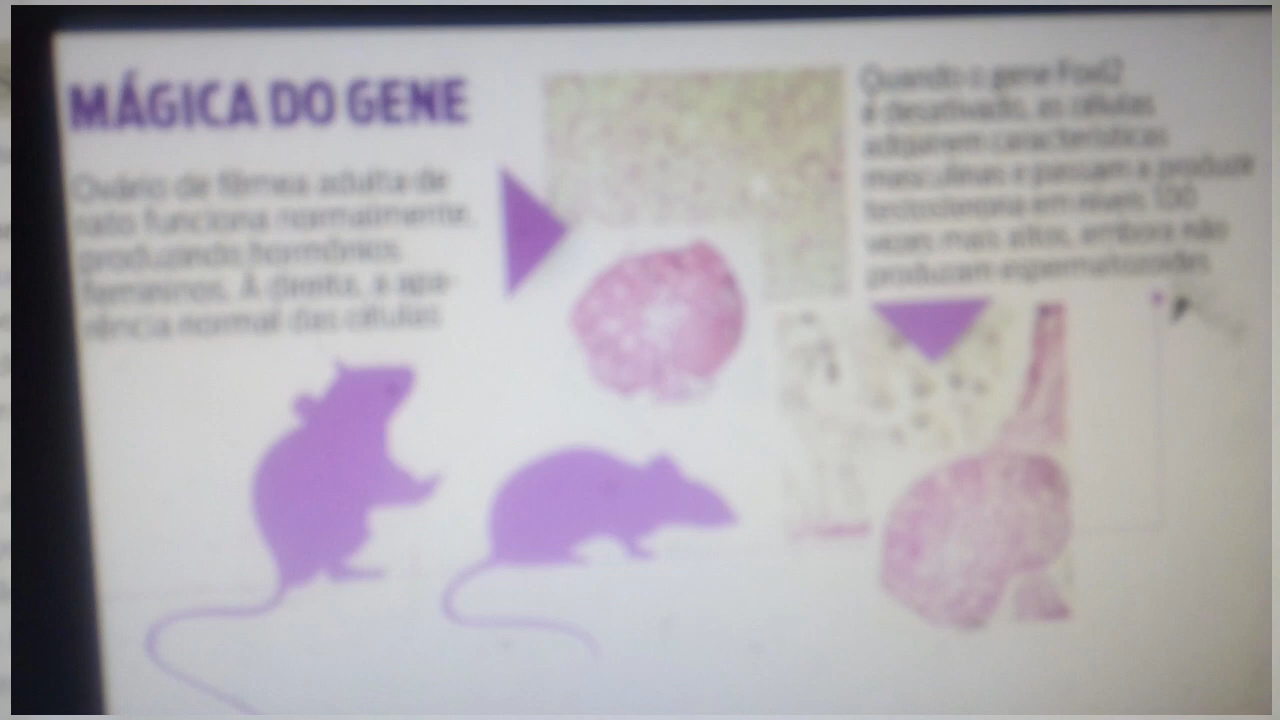 MÁGICA DO GENE
Ovário de fêmea adulta de
rato funciona normalmente,
produzindo hormônios
femininos. À direita, a apa-
rência normal das células
Quando o gene Foxl2
é desativado, as células
adquirem características
masculinas e passam a produzir
testosterona em níveis 100
vezes mais altos, embora não
produzam espermatozoides